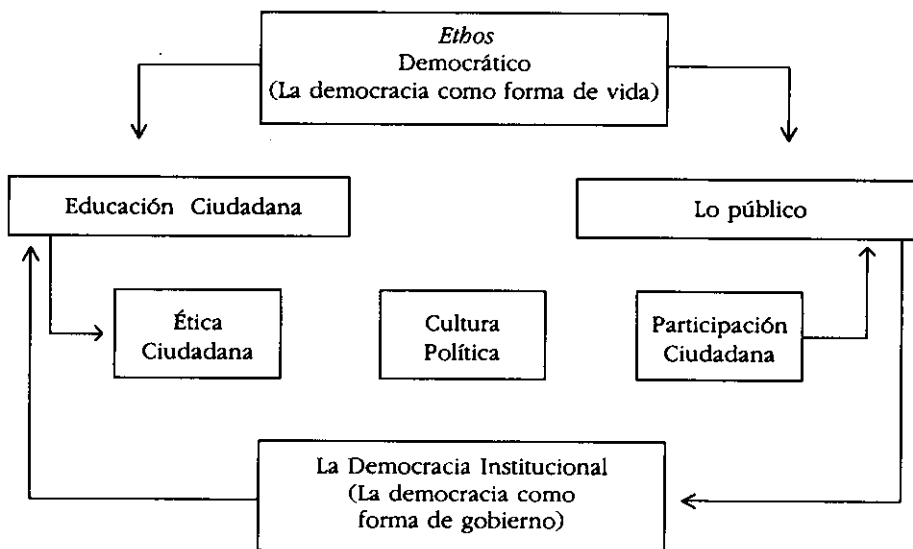 Ethos
Democrático
(La democracia como forma de vida)
Educación Ciudadana
Lo público
Ética
Ciudadana
Cultura
Política
Participación
Ciudadana
La Democracia Institucional
(La democracia como
forma de gobierno)